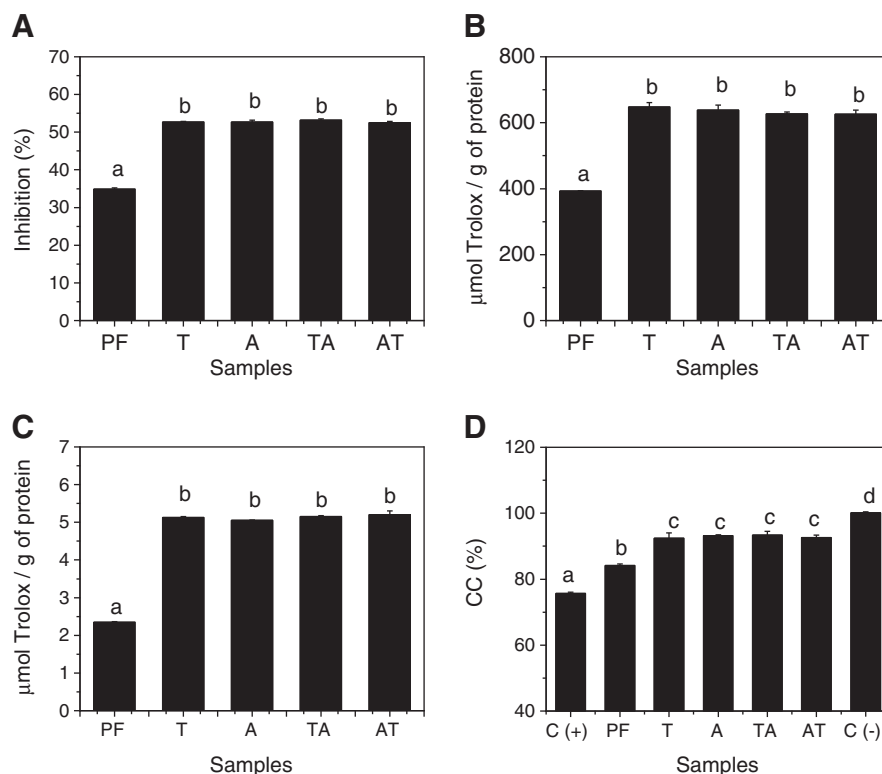 A
70
60
50
40
30
20
10
0
Inhibition (%)
a
b
b
b
b
PF T A TA AT
Samples
B
800
600
400
200
0
µmol Trolox / g of protein
a
b
b
b
b
PF T A TA AT
Samples
C
7
6
5
4
3
2
1
0
µmol Trolox / g of protein
a
b
b
b
b
PF T A TA AT
Samples
D
120
100
80
60
40
CC (%)
a
b
c
c
c
c
d
C (+) PF T A TA AT C (-)
Samples